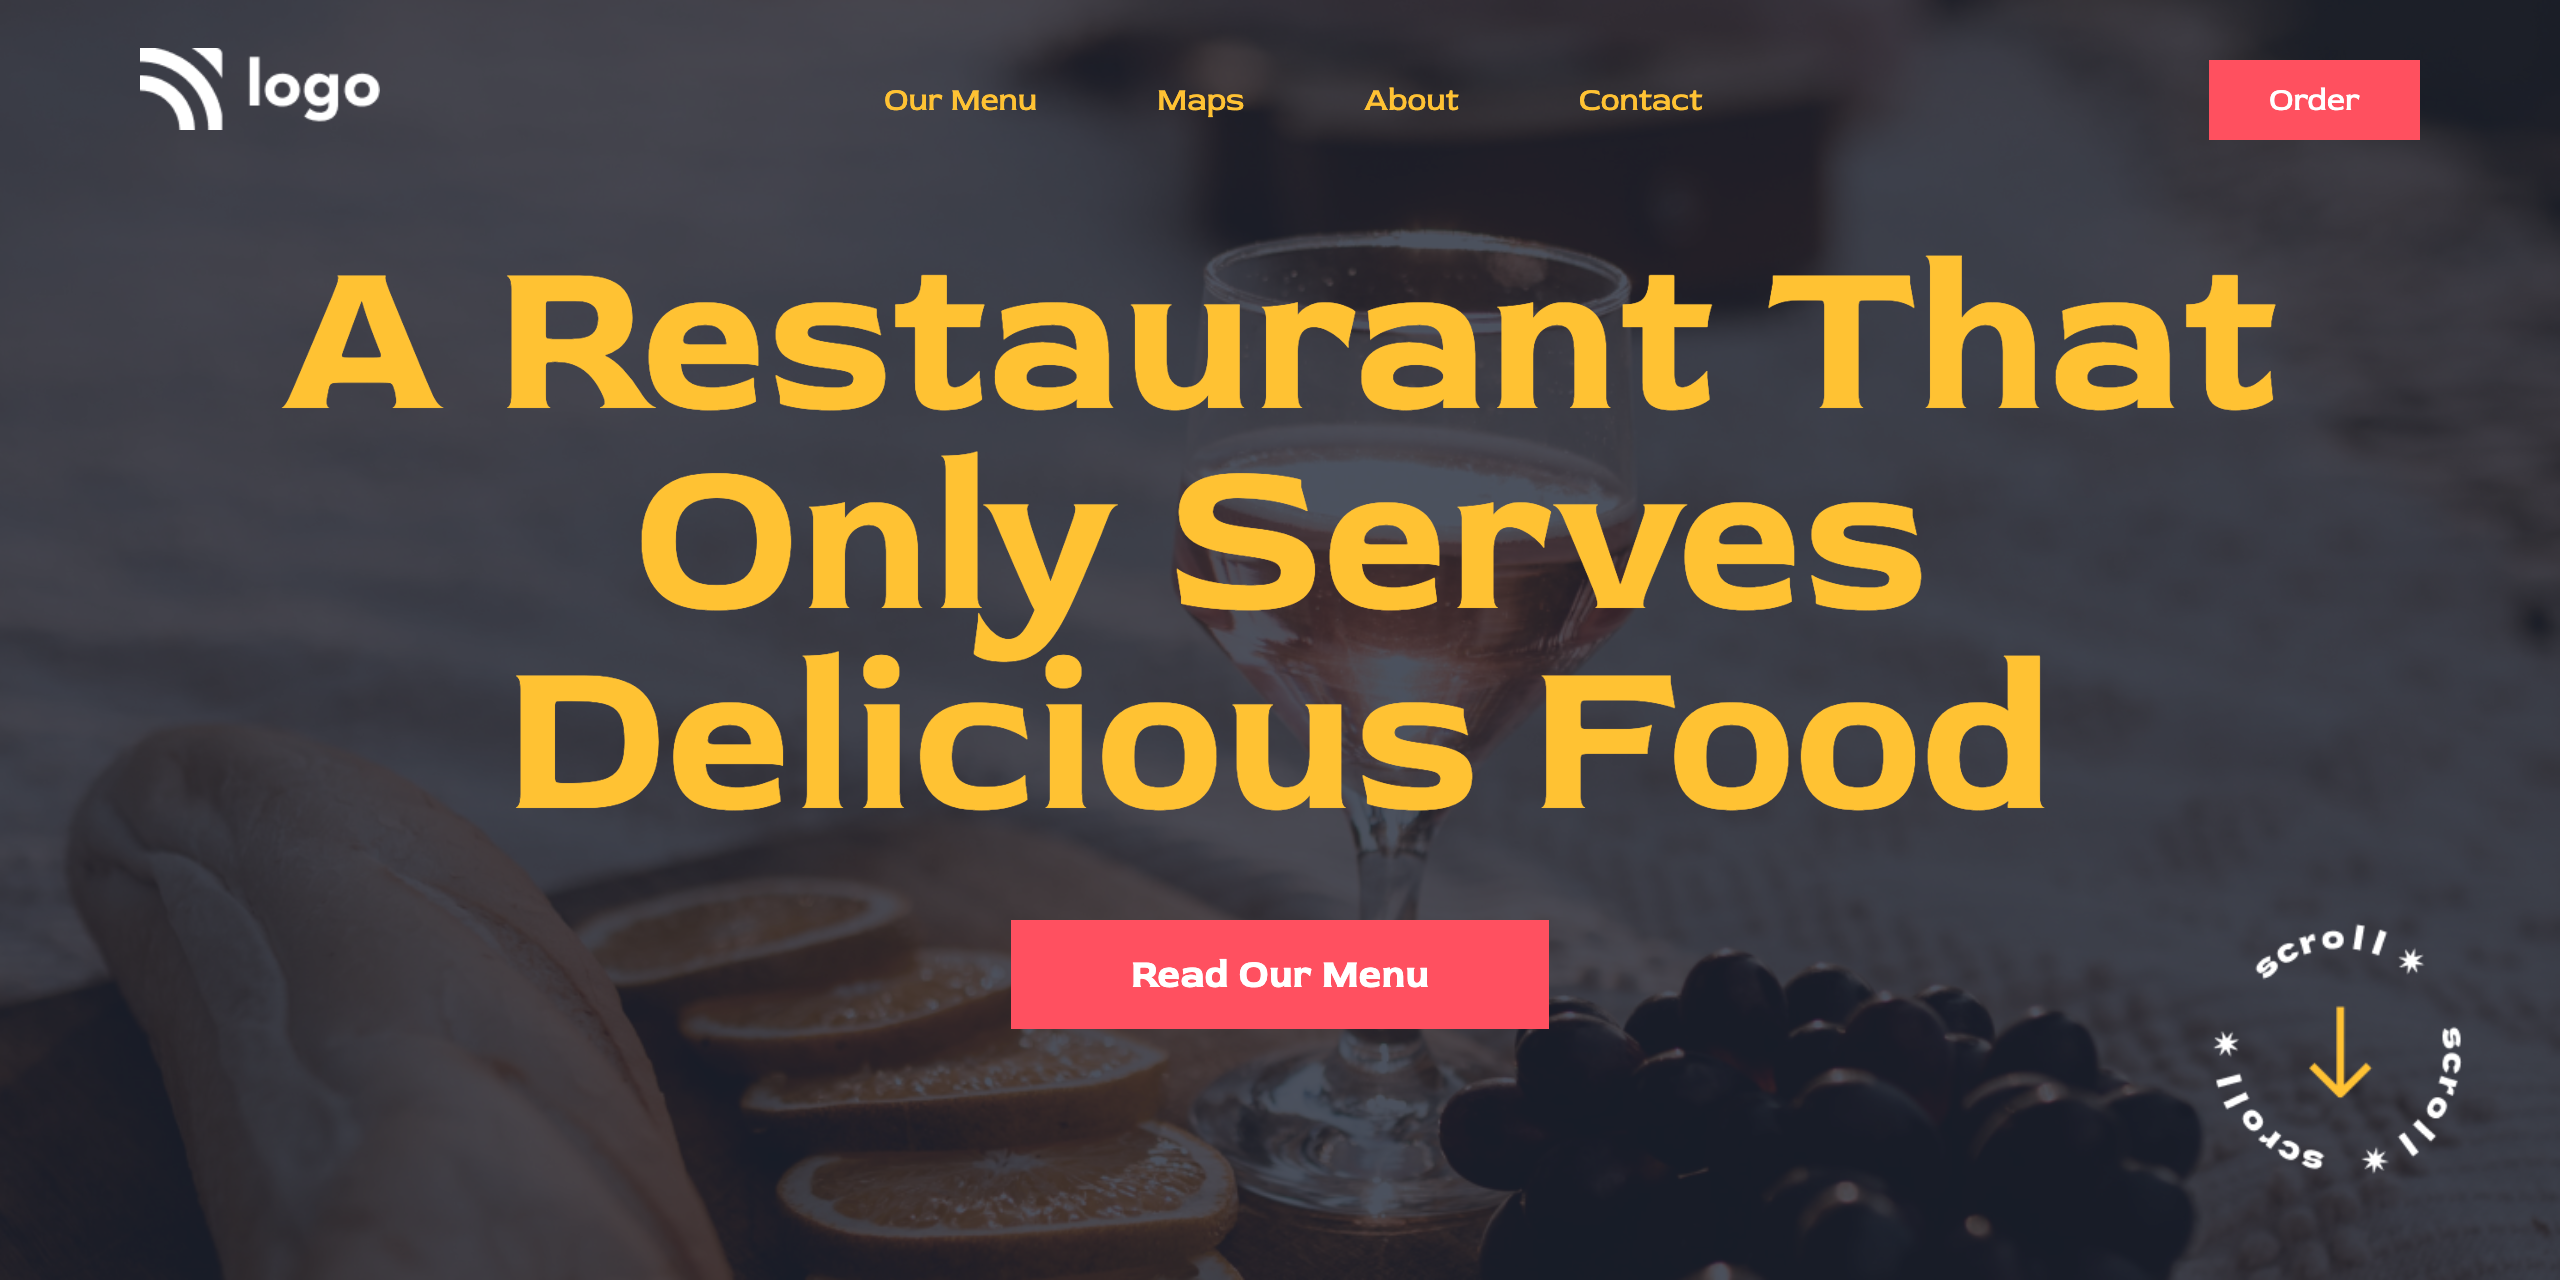 logo
Our Menu
Maps
About
Contact
Order
A Restaurant That
Only Serves
Delicious Food
Read Our Menu
scroll
scroll
scroll